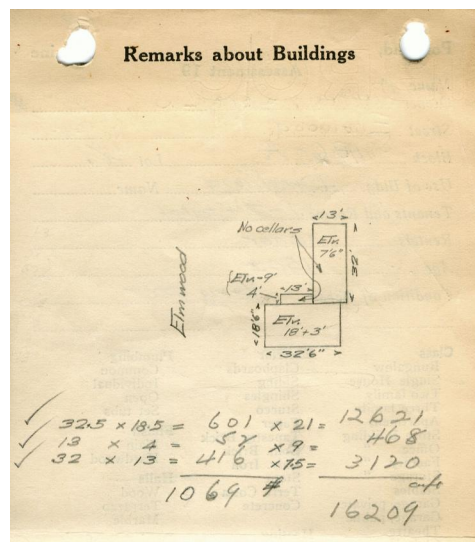 Remarks about Buildings
13'
No cellars
ETn
7'6"
32'
ETn-9'
4'
13'
Elmwood
18'6"
ETn
18'+3'
32'6"
32.5 x 18.5 = 601 x 21 = 12621
13 x 4 = 52 x 9 = 468
32 x 13 = 416 x 7.5 = 3120
1069 # cuft
16209